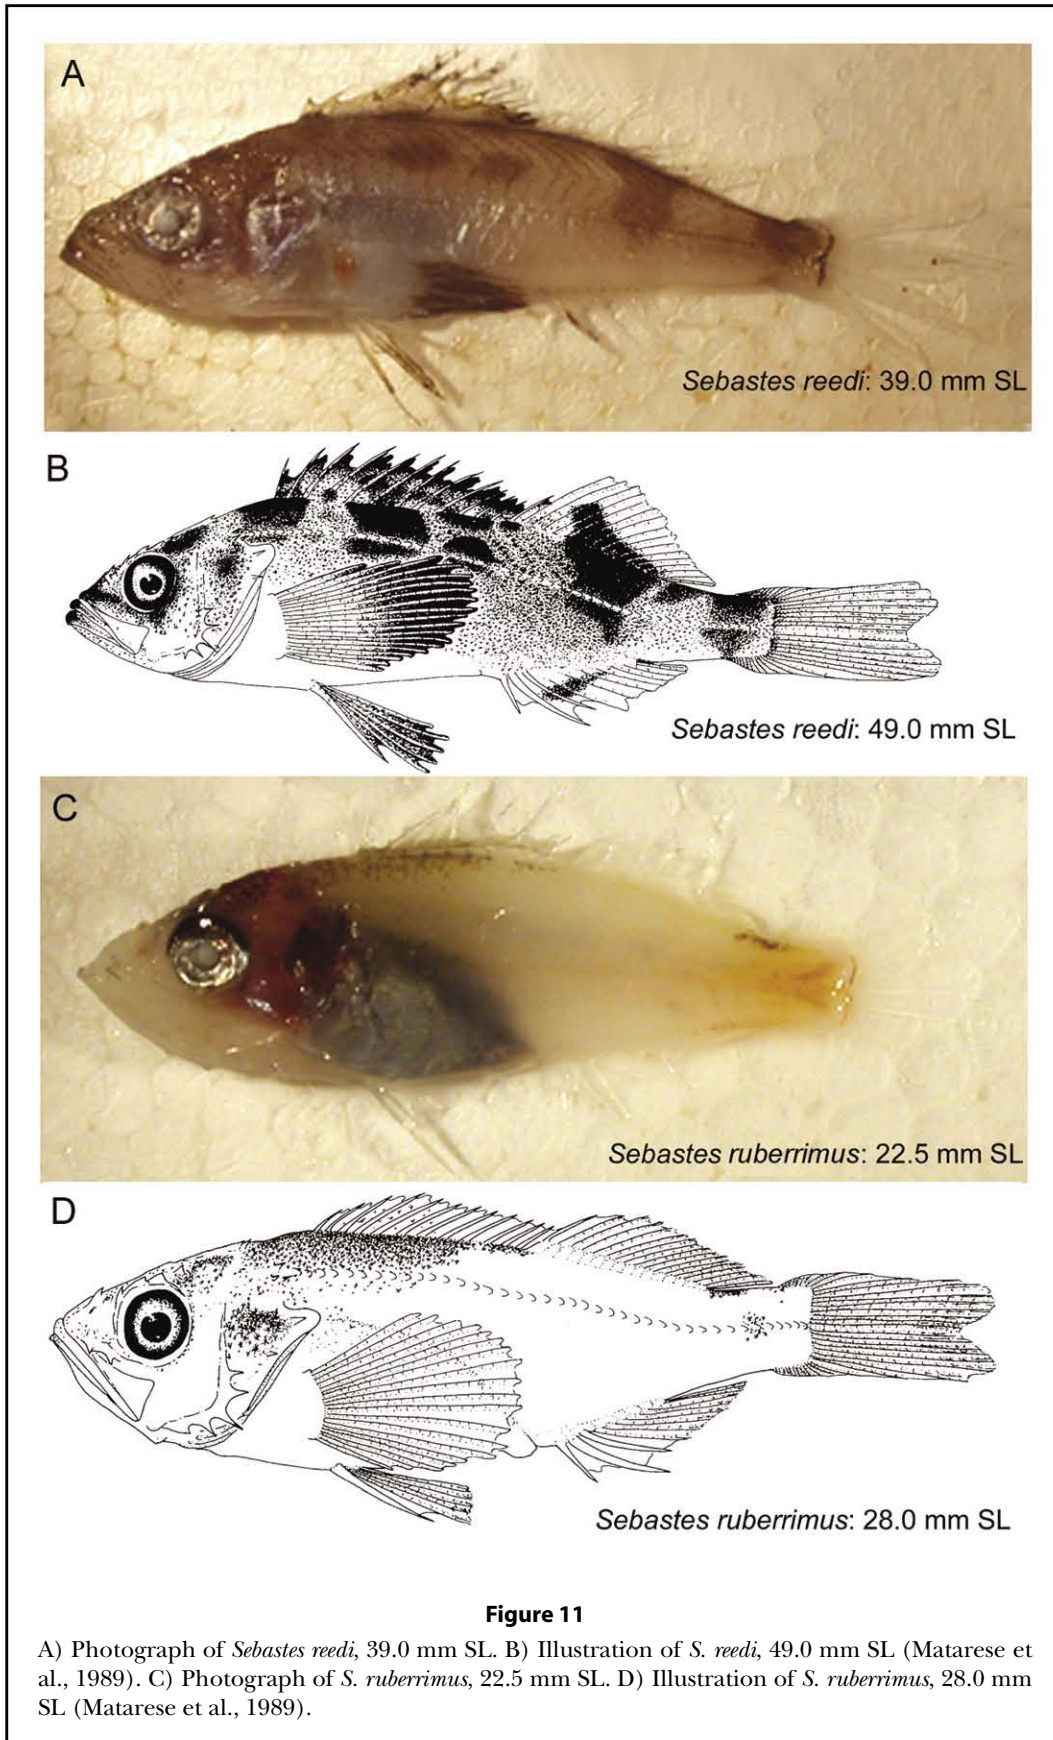 A
Sebastes reedi: 39.0 mm SL
B
Sebastes reedi: 49.0 mm SL
C
Sebastes ruberrimus: 22.5 mm SL
D
Sebastes ruberrimus: 28.0 mm SL
Figure 11
A) Photograph of Sebastes reedi, 39.0 mm SL. B) Illustration of S. reedi, 49.0 mm SL (Matarese et
al., 1989). C) Photograph of S. ruberrimus, 22.5 mm SL. D) Illustration of S. ruberrimus, 28.0 mm
SL (Matarese et al., 1989).